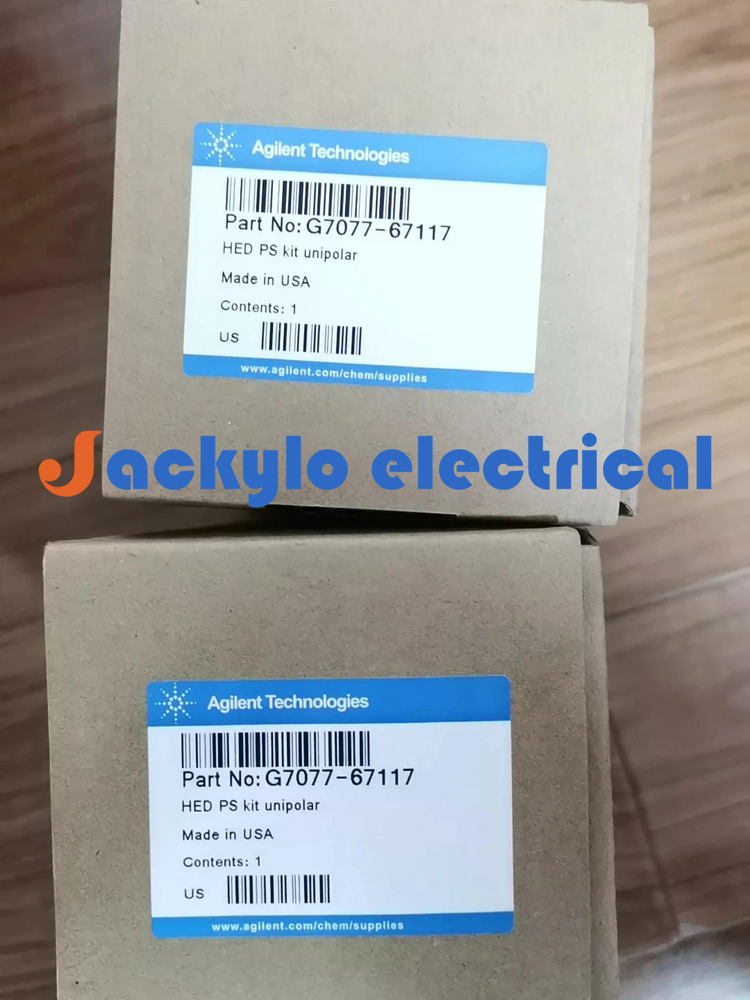 Agilent Technologies
Part No: G7077-67117
HED PS kit unipolar
Made in USA
Contents: 1
US
www.agilent.com/chem/supplies
Jackylo electrical
Agilent Technologies
Part No: G7077-67117
HED PS kit unipolar
Made in USA
Contents: 1
US
www.agilent.com/chem/supplies